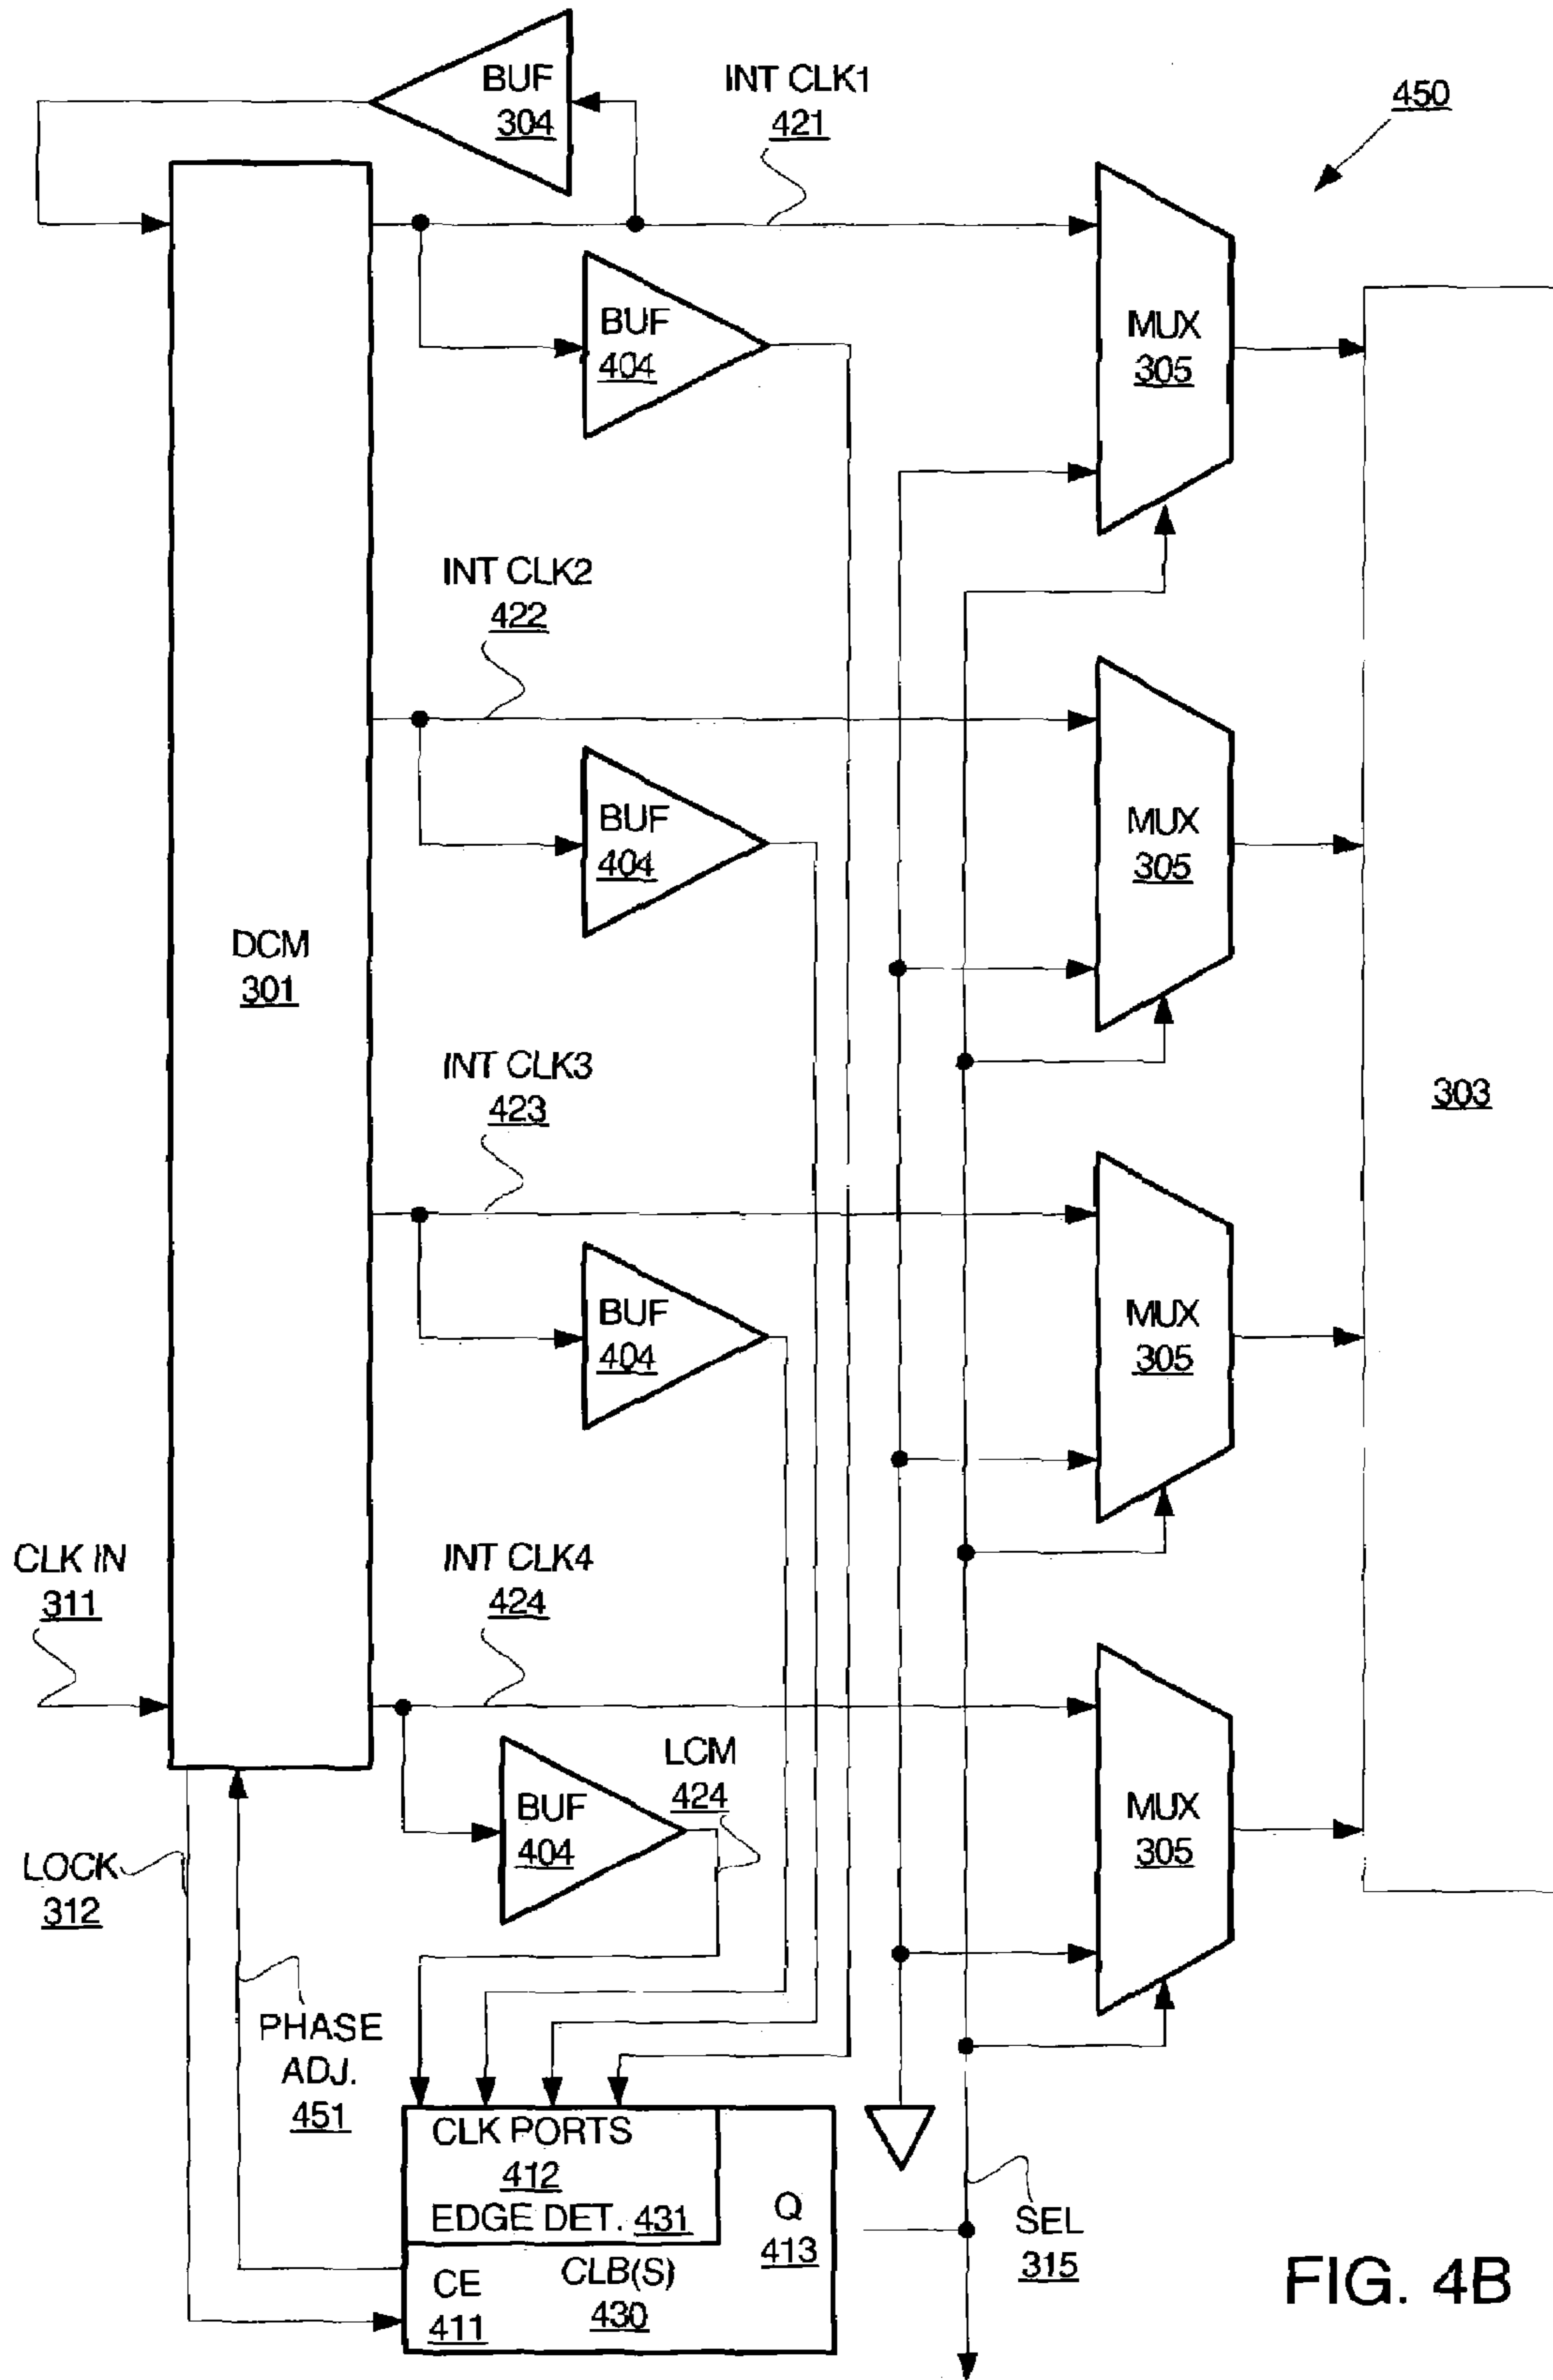 BUF
304
INT CLK1
421
450
BUF
404
MUX
305
INT CLK2
422
BUF
404
MUX
305
DCM
301
INT CLK3
423
303
BUF
404
MUX
305
CLK IN
311
INT CLK4
424
LCM
424
BUF
404
MUX
305
LOCK
312
PHASE
ADJ.
451
CLK PORTS
412
EDGE DET. 431
Q
413
CE
411
CLB(S)
430
SEL
315
FIG. 4B